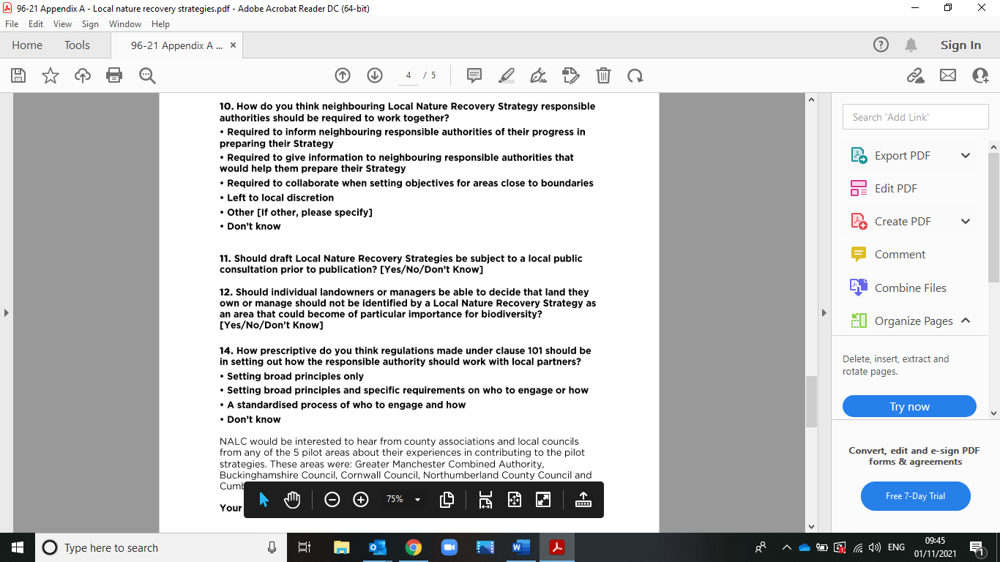 96-21 Appendix A - Local nature recovery strategies.pdf - Adobe Acrobat Reader DC (64-bit)
File Edit View Sign Window Help
Home Tools 96-21 Appendix A ... × ? Sign In
4 / 5
10. How do you think neighbouring Local Nature Recovery Strategy responsible
authorities should be required to work together?
• Required to inform neighbouring responsible authorities of their progress in
preparing their Strategy
• Required to give information to neighbouring responsible authorities that
would help them prepare their Strategy
• Required to collaborate when setting objectives for areas close to boundaries
• Left to local discretion
• Other [If other, please specify]
• Don’t know
11. Should draft Local Nature Recovery Strategies be subject to a local public
consultation prior to publication? [Yes/No/Don’t Know]
12. Should individual landowners or managers be able to decide that land they
own or manage should not be identified by a Local Nature Recovery Strategy as
an area that could become of particular importance for biodiversity?
[Yes/No/Don’t Know]
14. How prescriptive do you think regulations made under clause 101 should be
in setting out how the responsible authority should work with local partners?
• Setting broad principles only
• Setting broad principles and specific requirements on who to engage or how
• A standardised process of who to engage and how
• Don’t know
NALC would be interested to hear from county associations and local councils
from any of the 5 pilot areas about their experiences in contributing to the pilot
strategies. These areas were: Greater Manchester Combined Authority,
Buckinghamshire Council, Cornwall Council, Northumberland County Council and
Your
75%
Search 'Add Link'
Export PDF
Edit PDF
Create PDF
Comment
Combine Files
Organize Pages
Delete, insert, extract and
rotate pages.
Try now
Convert, edit and e-sign PDF
forms & agreements
Free 7-Day Trial
Type here to search
ENG
09:45
01/11/2021
1